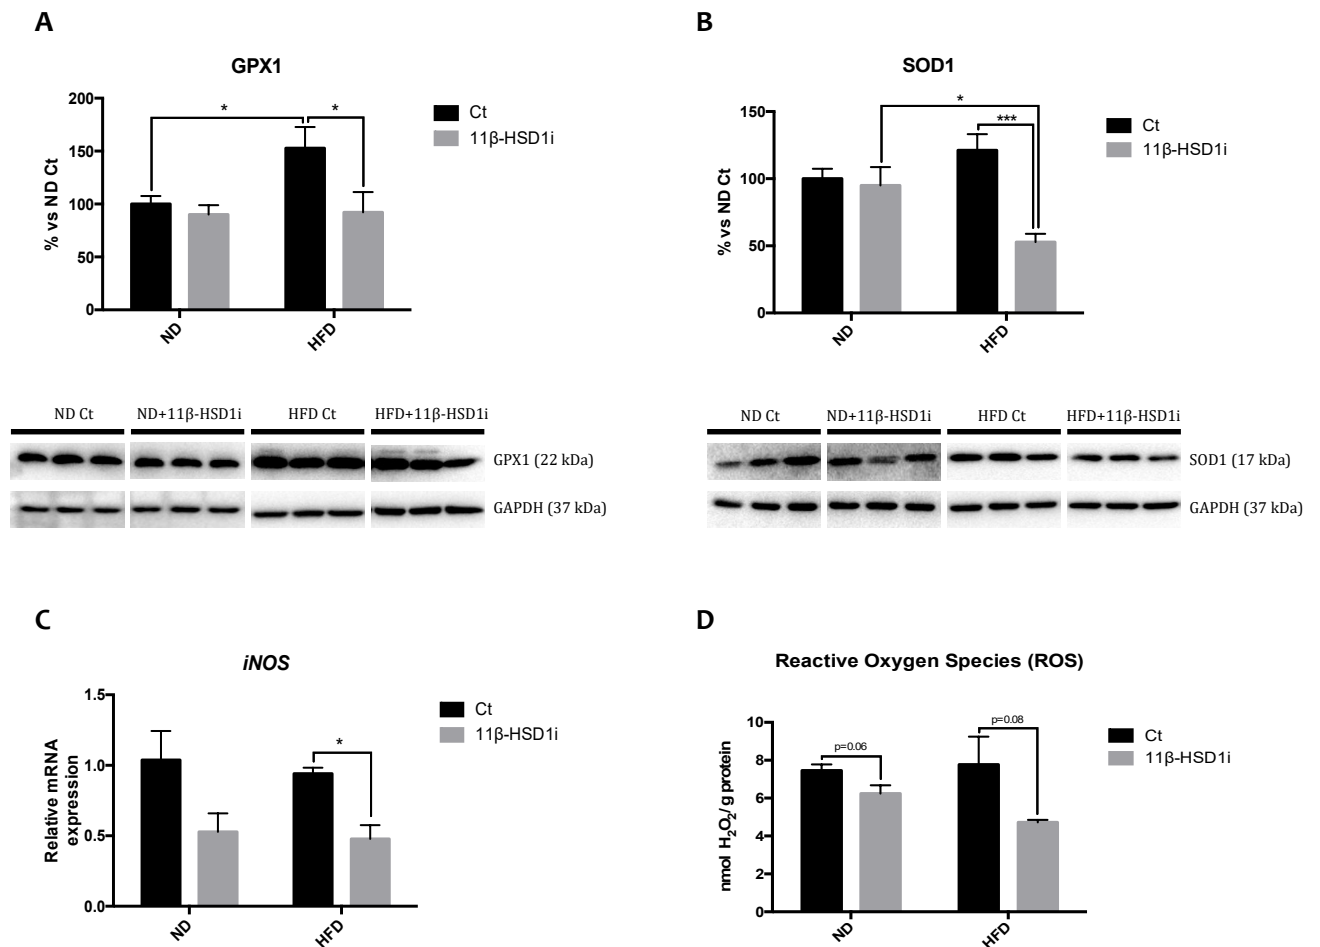 A
GPX1
200
150
100
50
0
% vs ND Ct
*
*
Ct
11β-HSD1i
ND
HFD
ND Ct
ND+11β-HSD1i
HFD Ct
HFD+11β-HSD1i
GPX1 (22 kDa)
GAPDH (37 kDa)
B
SOD1
150
100
50
0
% vs ND Ct
*
***
Ct
11β-HSD1i
ND
HFD
ND Ct
ND+11β-HSD1i
HFD Ct
HFD+11β-HSD1i
SOD1 (17 kDa)
GAPDH (37 kDa)
C
iNOS
1.5
1.0
0.5
0.0
Relative mRNA
expression
*
Ct
11β-HSD1i
ND
HFD
D
Reactive Oxygen Species (ROS)
10
8
6
4
2
0
nmol H₂O₂/ g protein
p=0.06
p=0.08
Ct
11β-HSD1i
ND
HFD